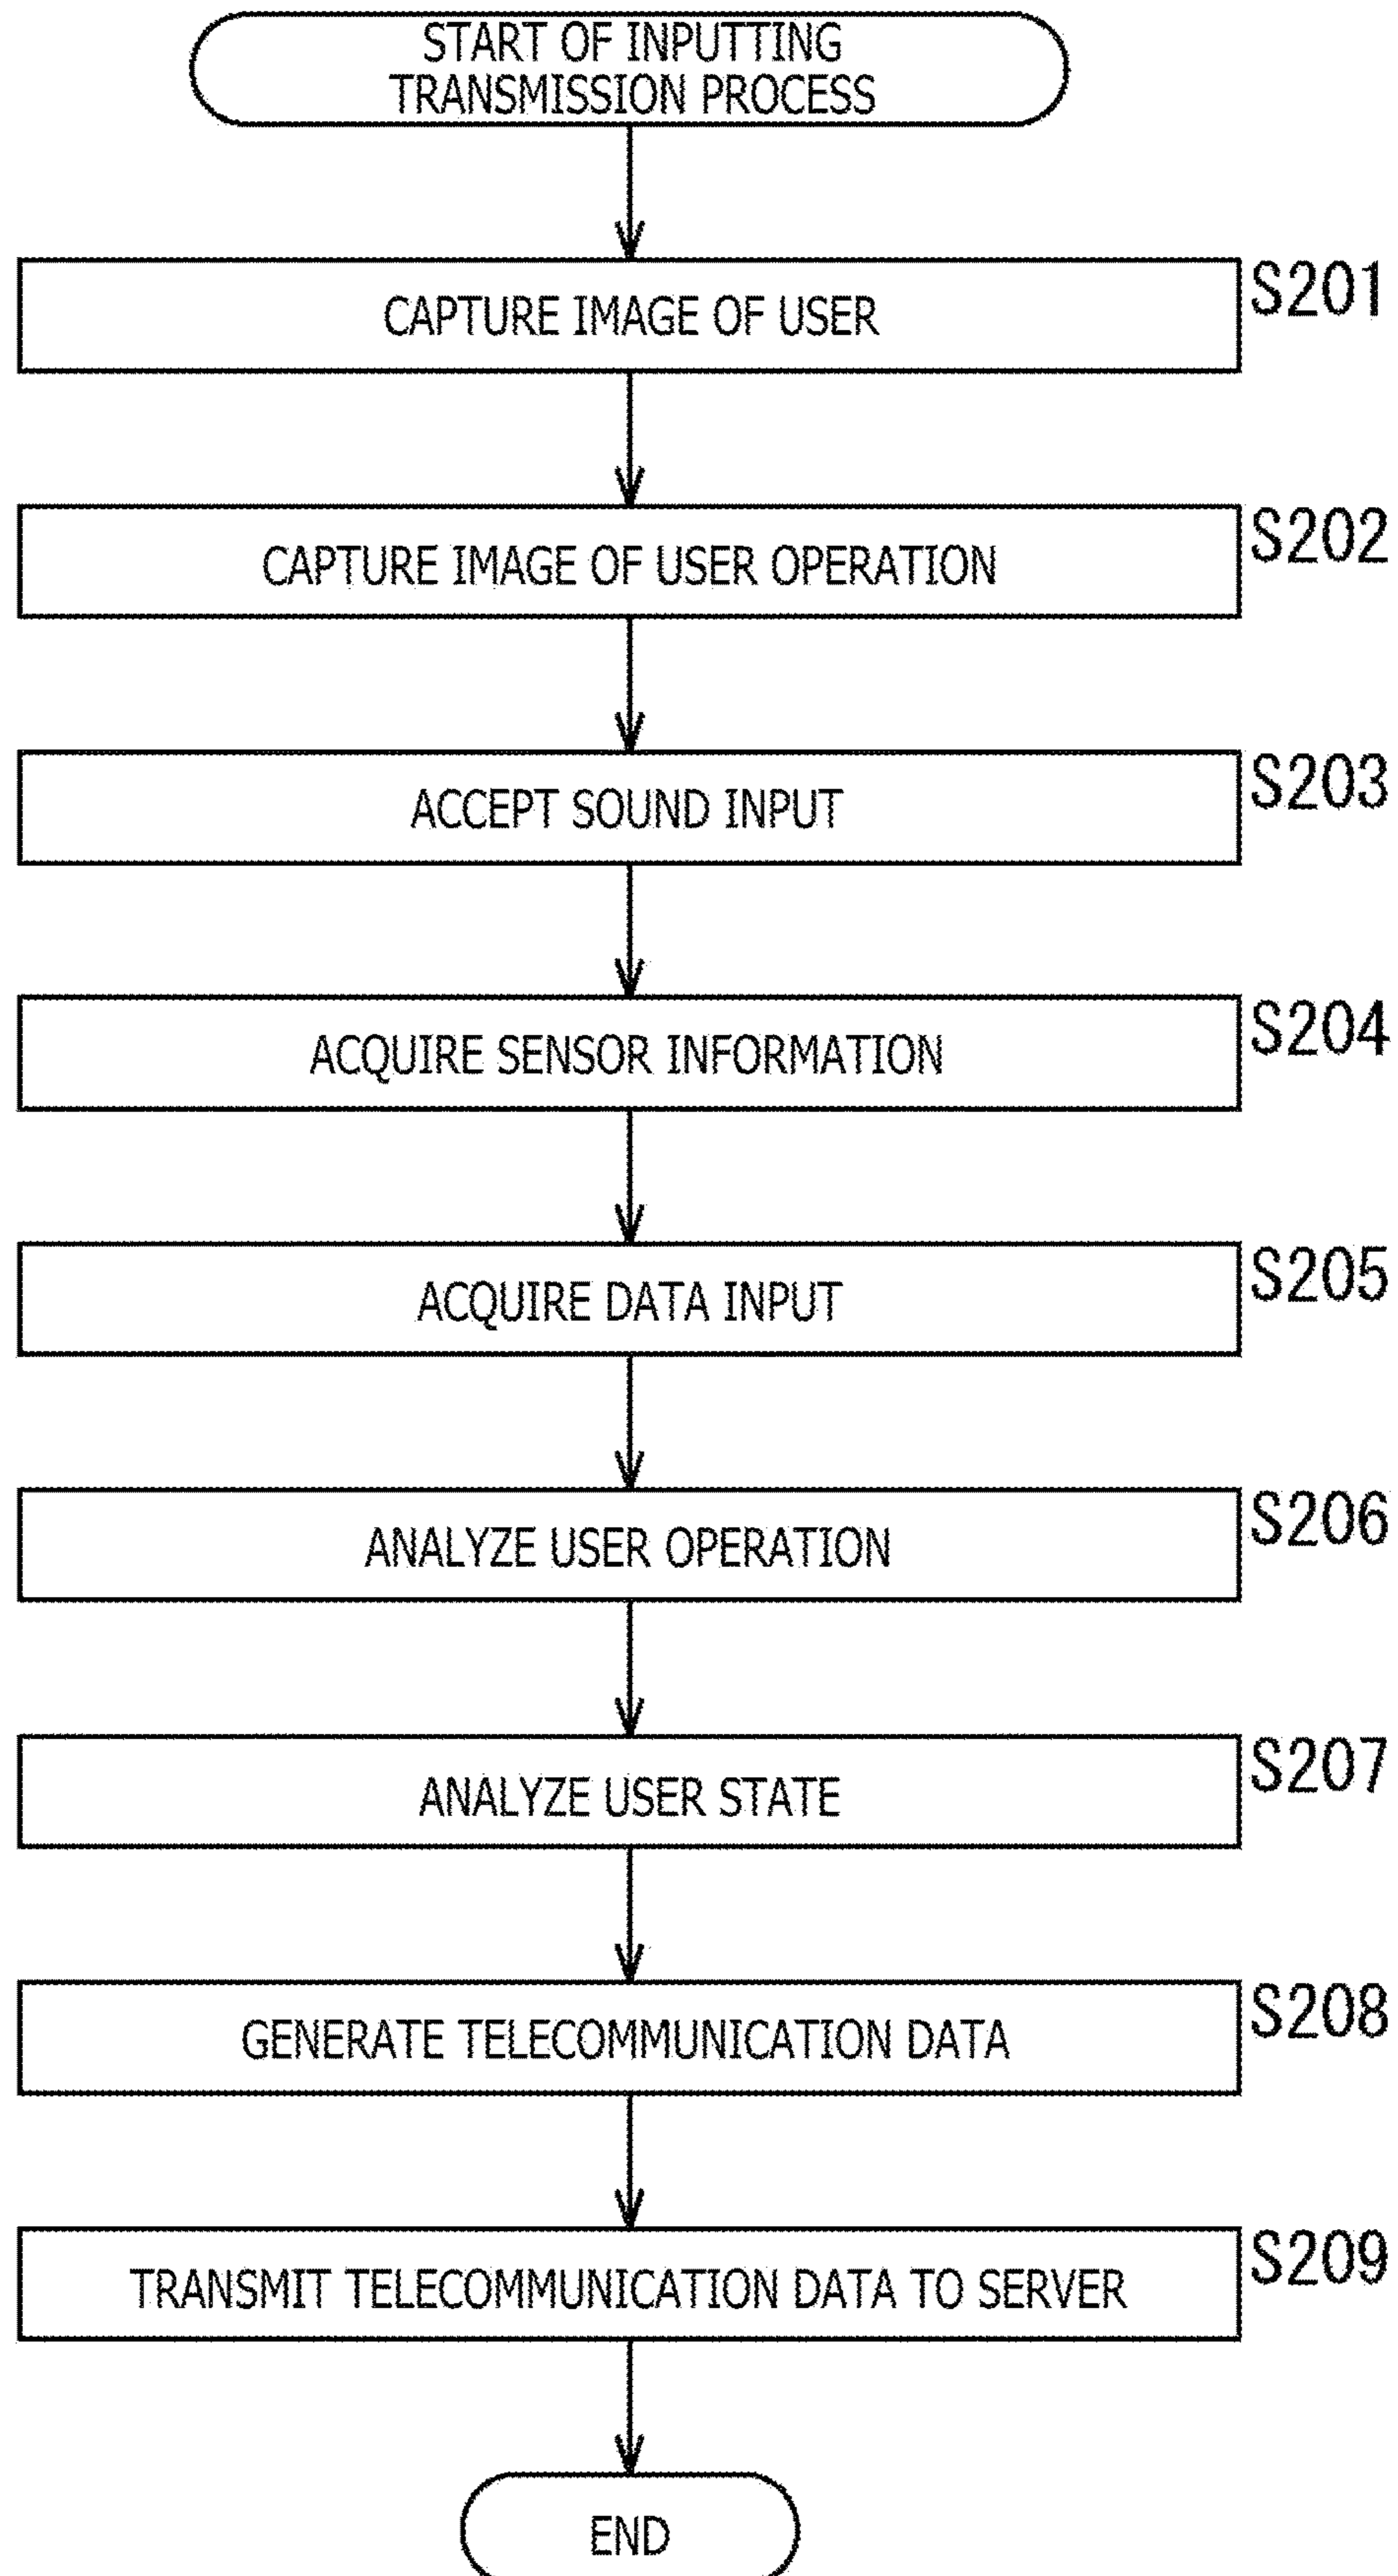 START OF INPUTTING
TRANSMISSION PROCESS
CAPTURE IMAGE OF USER
S201
CAPTURE IMAGE OF USER OPERATION
S202
ACCEPT SOUND INPUT
S203
ACQUIRE SENSOR INFORMATION
S204
ACQUIRE DATA INPUT
S205
ANALYZE USER OPERATION
S206
ANALYZE USER STATE
S207
GENERATE TELECOMMUNICATION DATA
S208
TRANSMIT TELECOMMUNICATION DATA TO SERVER
S209
END